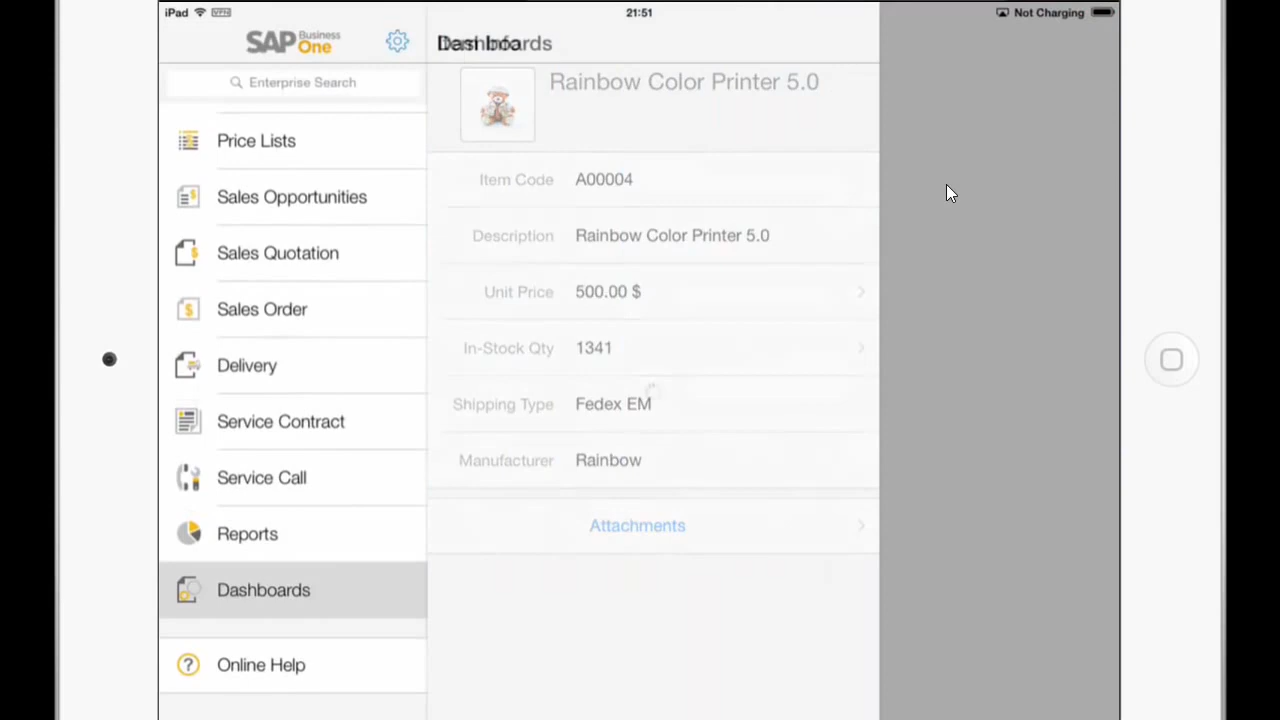 iPad VPN 21:51 Not Charging
SAP Business One
Enterprise Search
Price Lists
Sales Opportunities
Sales Quotation
Sales Order
Delivery
Service Contract
Service Call
Reports
Dashboards
Online Help
Rainbow Color Printer 5.0
Item Code A00004
Description Rainbow Color Printer 5.0
Unit Price 500.00 $
In-Stock Qty 1341
Shipping Type Fedex EM
Manufacturer Rainbow
Attachments